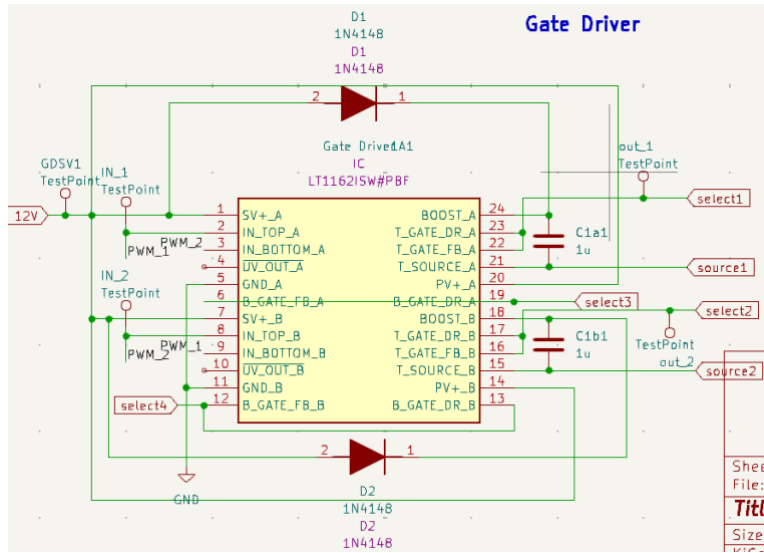 Gate Driver
D1
1N4148
D1
1N4148
2
1
Gate Driver1A1
IC
LT1162ISW#PBF
GDSV1
TestPoint
IN_1
TestPoint
out_1
TestPoint
12V
1 SV+_A BOOST_A 24
2 IN_TOP_A T_GATE_DR_A 23
3 IN_BOTTOM_A T_GATE_FB_A 22
4 UV_OUT_A T_SOURCE_A 21
5 GND_A PV+_A 20
6 B_GATE_FB_A B_GATE_DR_A 19
7 SV+_B BOOST_B 18
8 IN_TOP_B T_GATE_DR_B 17
9 IN_BOTTOM_B T_GATE_FB_B 16
10 UV_OUT_B T_SOURCE_B 15
11 GND_B PV+_B 14
12 B_GATE_FB_B B_GATE_DR_B 13
PWM_1
PWM_2
IN_2
TestPoint
PWM_2
PWM_1
select4
GND
C1a1
1u
select1
source1
select3
select2
C1b1
1u
TestPoint
out_2
source2
2
1
D2
1N4148
D2
1N4148
File:
Size